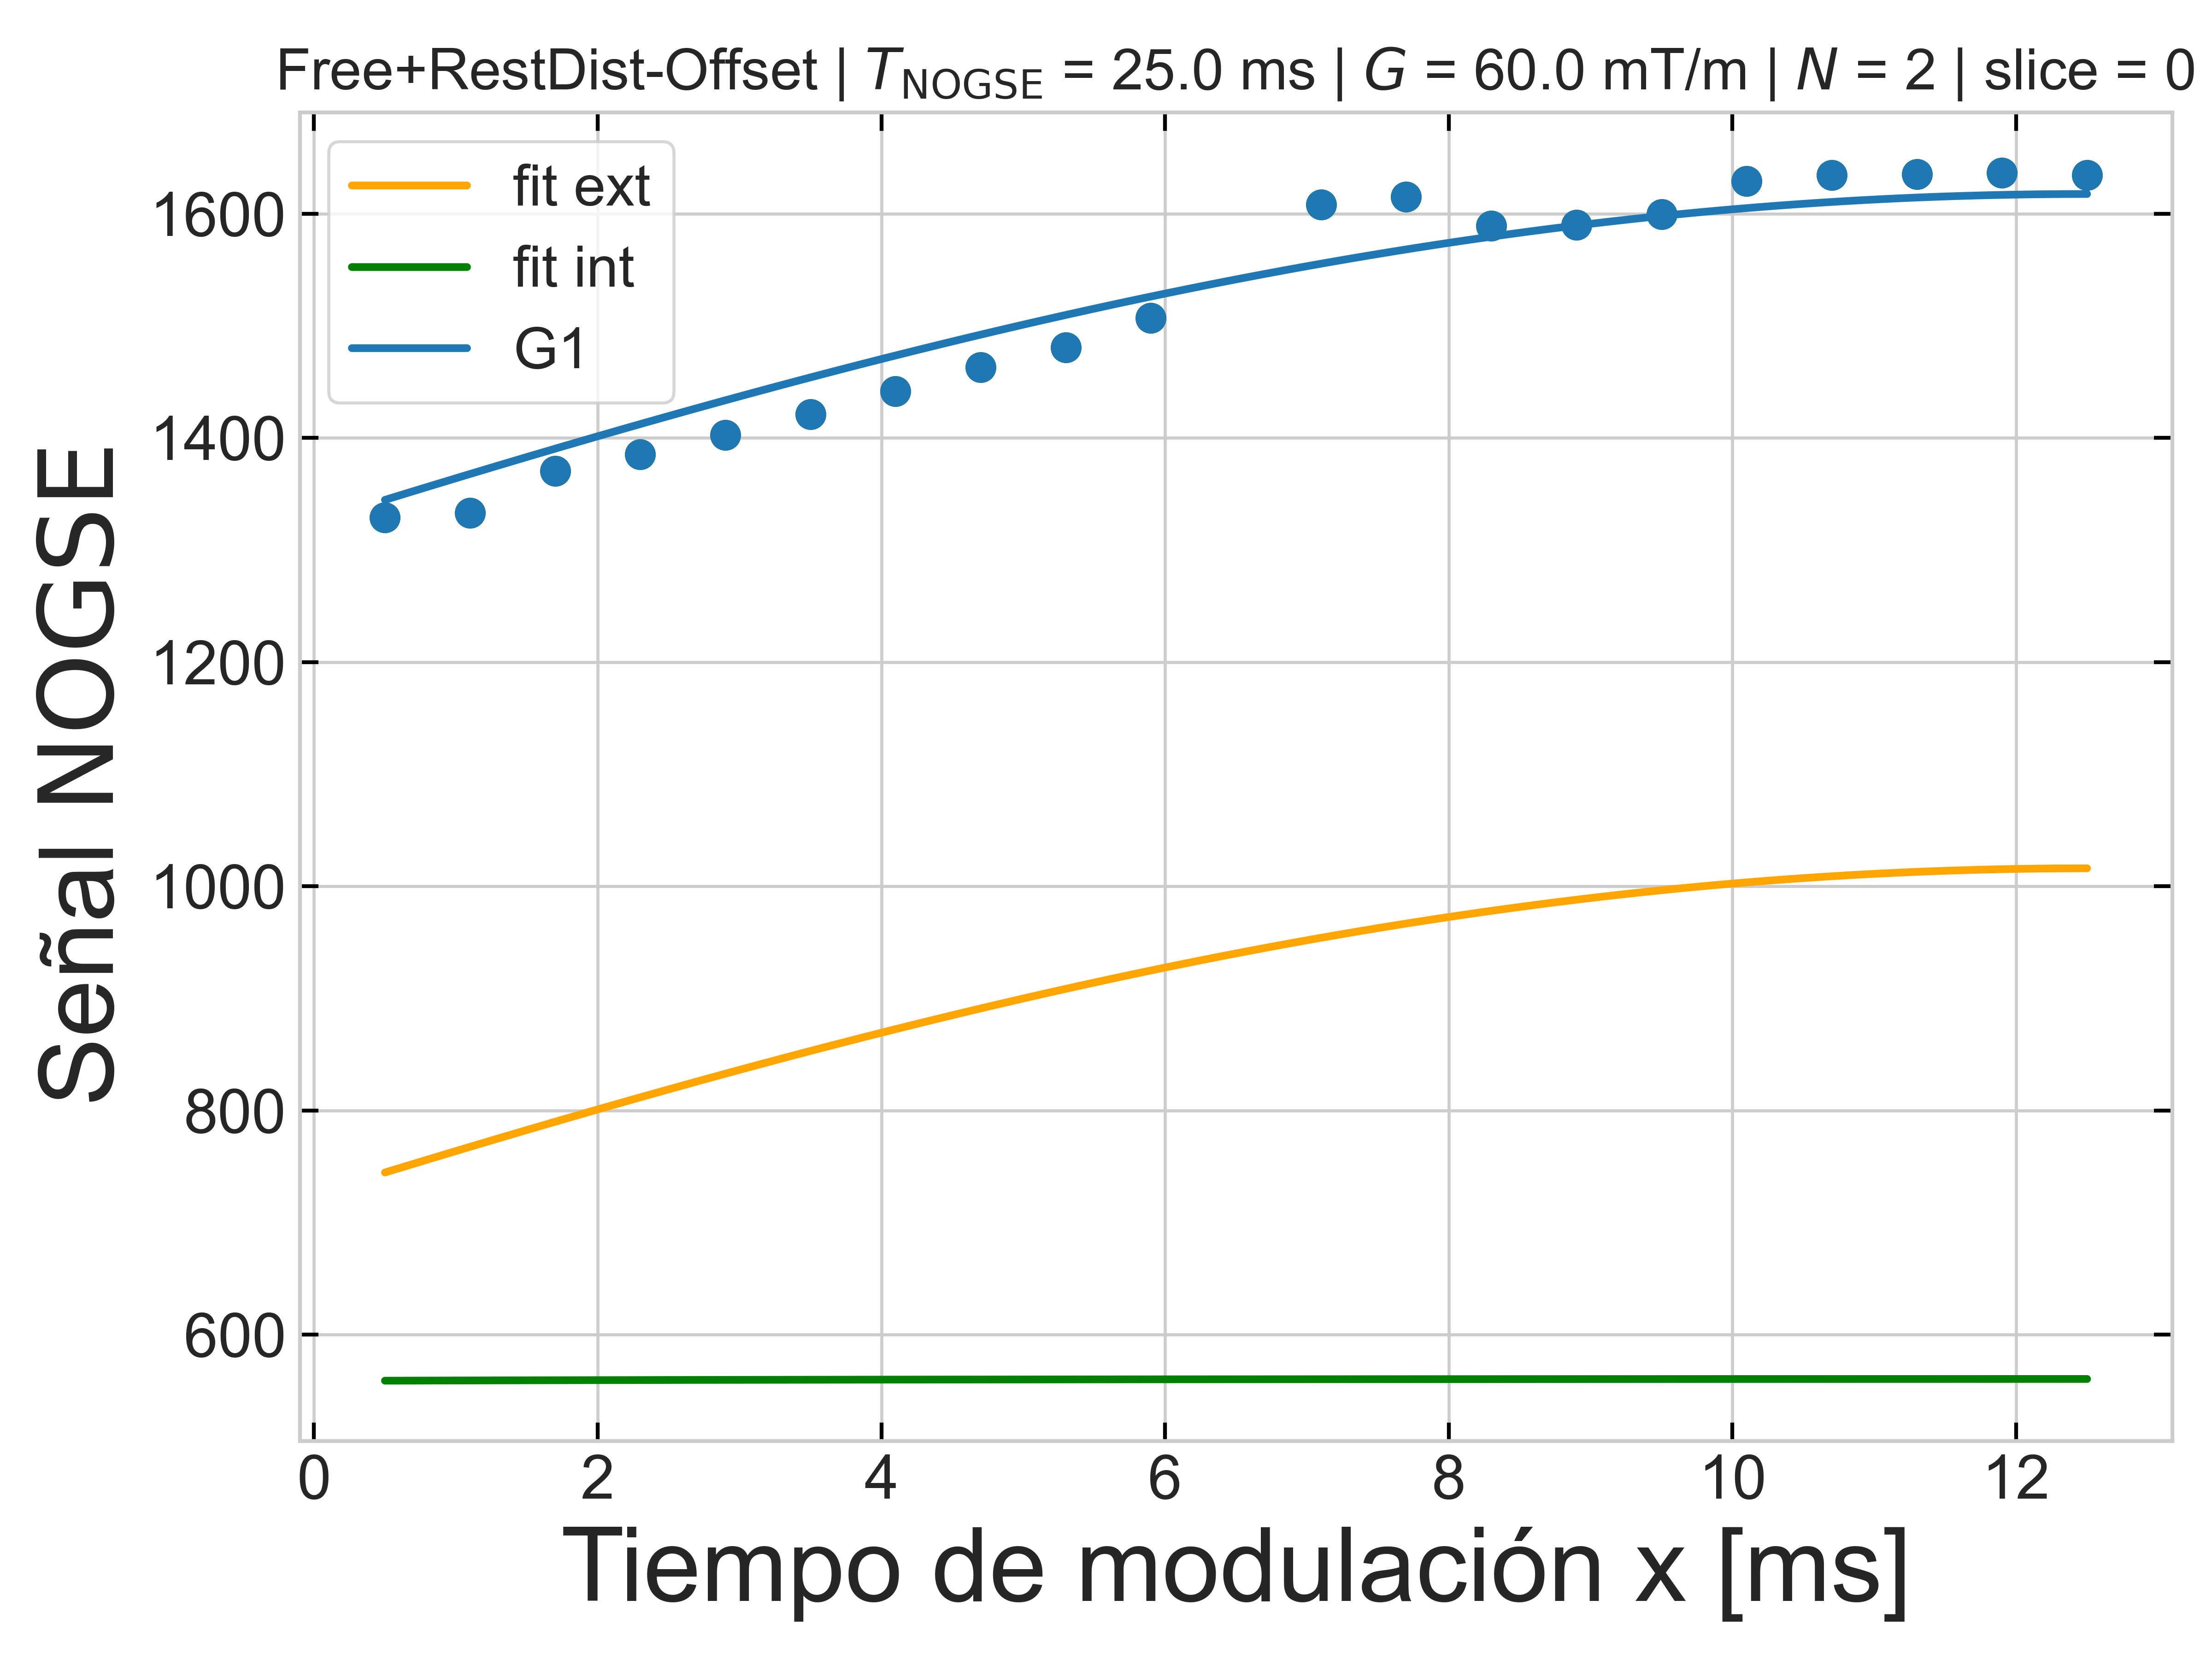 Free+RestDist-Offset | T_NOGSE = 25.0 ms | G = 60.0 mT/m | N = 2 | slice = 0
fit ext
fit int
G1
Señal NOGSE
1600
1400
1200
1000
800
600
0 2 4 6 8 10 12
Tiempo de modulación x [ms]